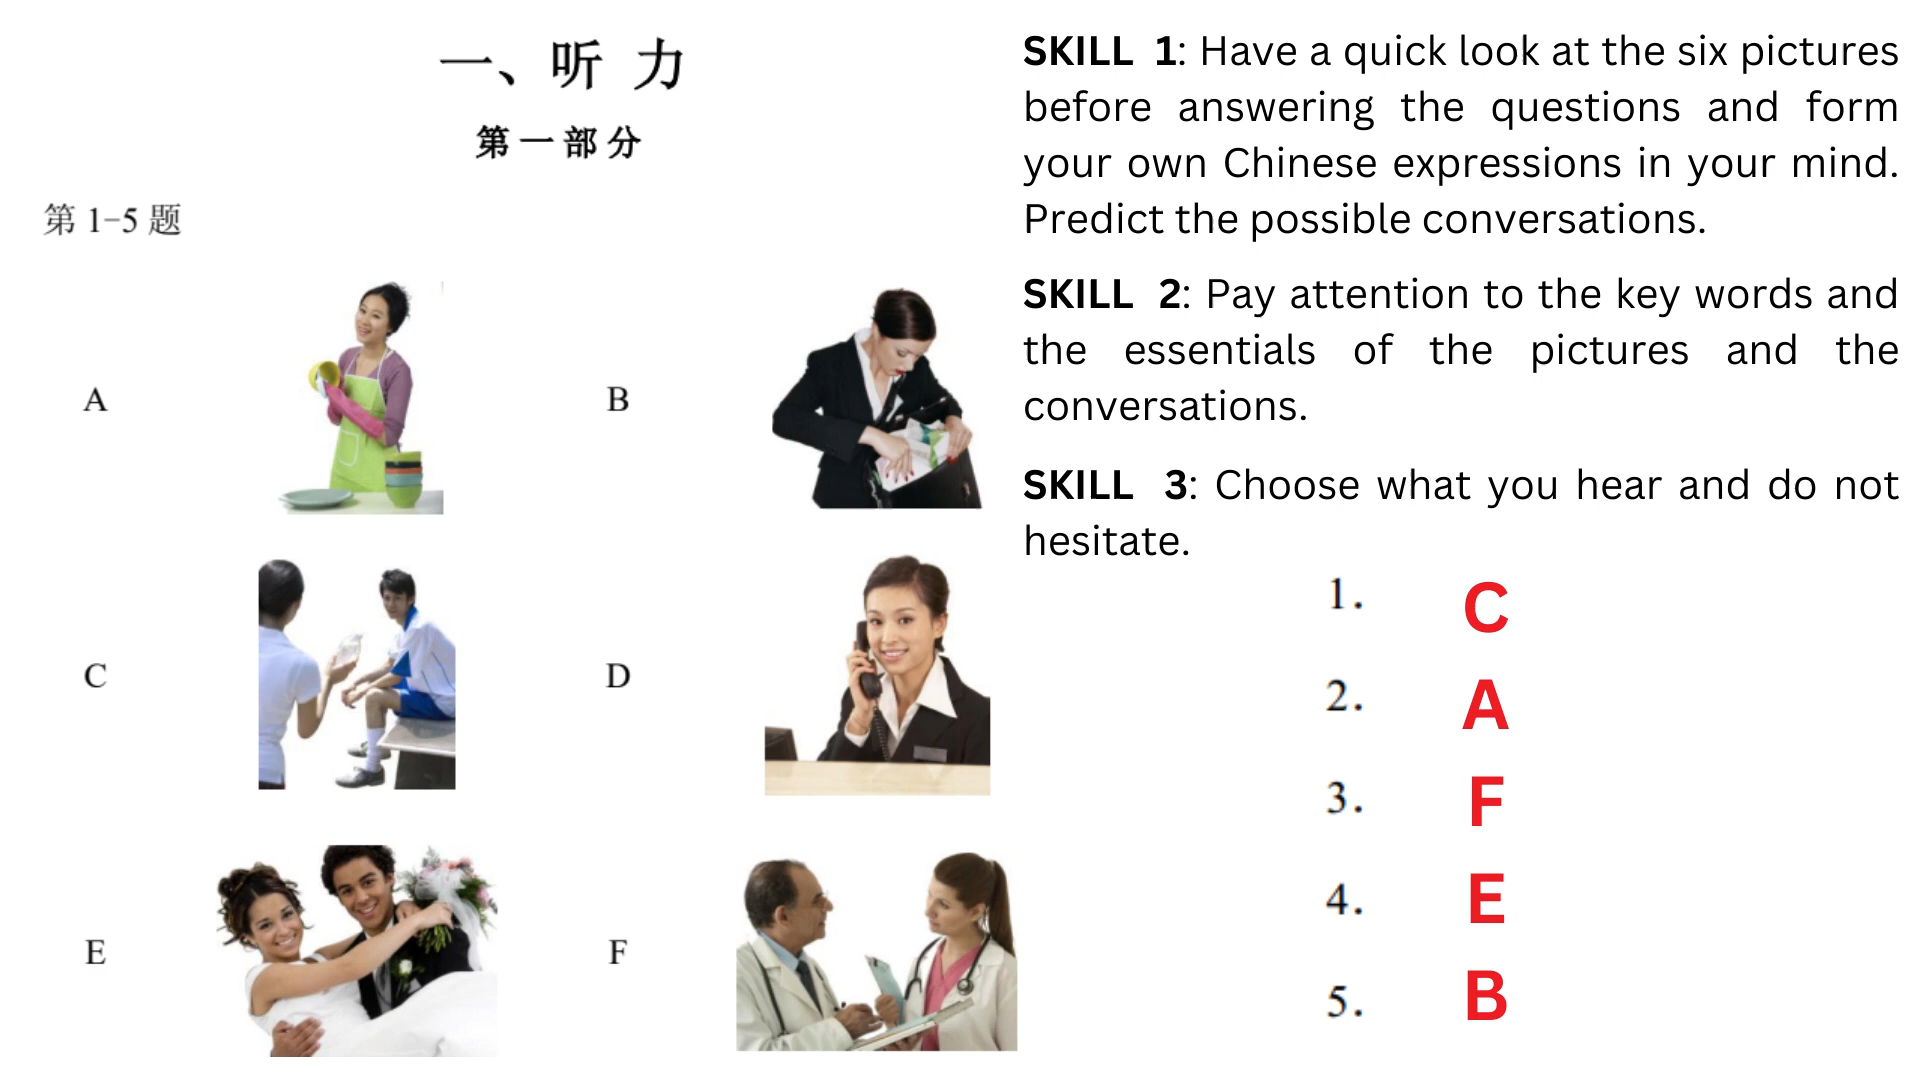 一、听 力
第一部分
第 1-5 题
A
B
C
D
E
F
SKILL 1: Have a quick look at the six pictures
before answering the questions and form
your own Chinese expressions in your mind.
Predict the possible conversations.
SKILL 2: Pay attention to the key words and
the essentials of the pictures and the
conversations.
SKILL 3: Choose what you hear and do not
hesitate.
1. C
2. A
3. F
4. E
5. B